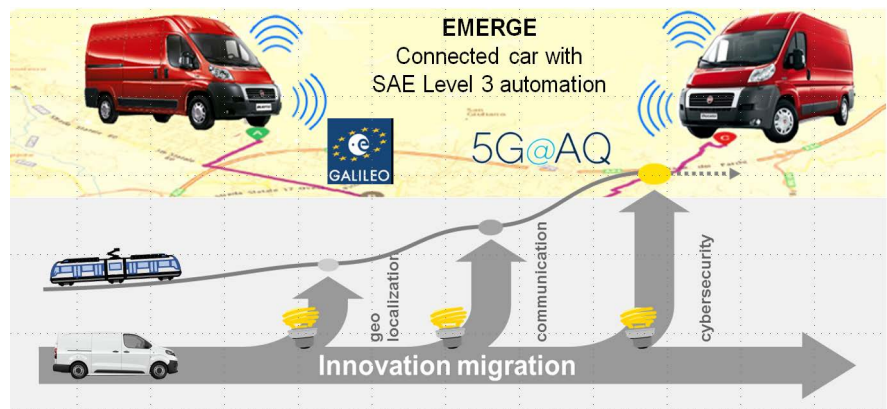 EMERGE
Connected car with
SAE Level 3 automation
GALILEO
5G@AQ
geo
localization
communication
cybersecurity
Innovation migration